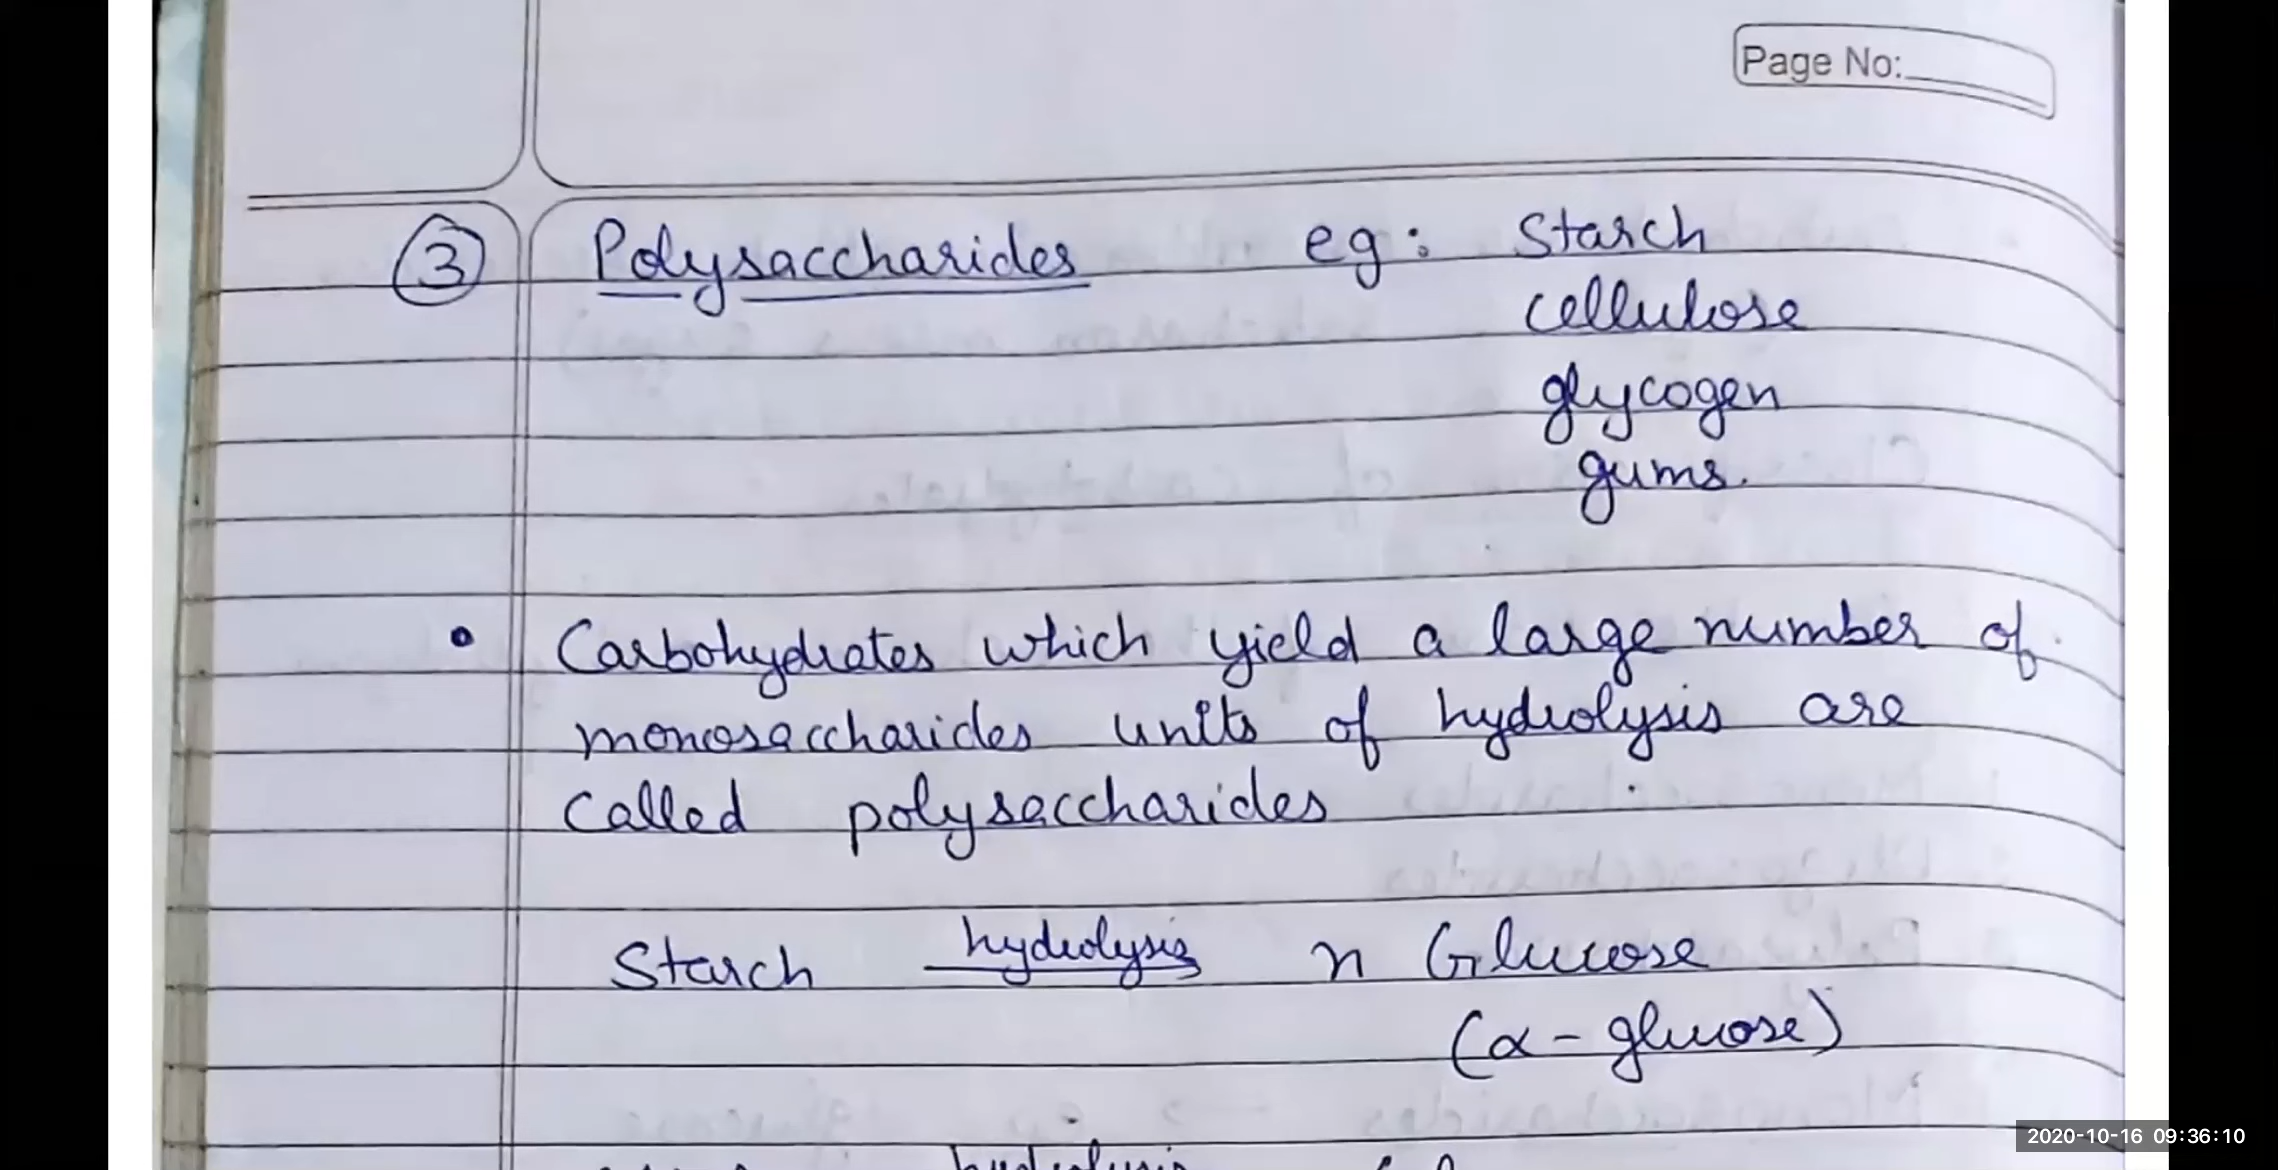 Page No:
③ Polysaccharides eg: Starch
cellulose
glycogen
gums.
• Carbohydrates which yield a large number of
monosaccharides units of hydrolysis are
called polysaccharides
Starch hydrolysis n Glucose
(α - glucose)
hydrolysis
2020-10-16 09:36:10